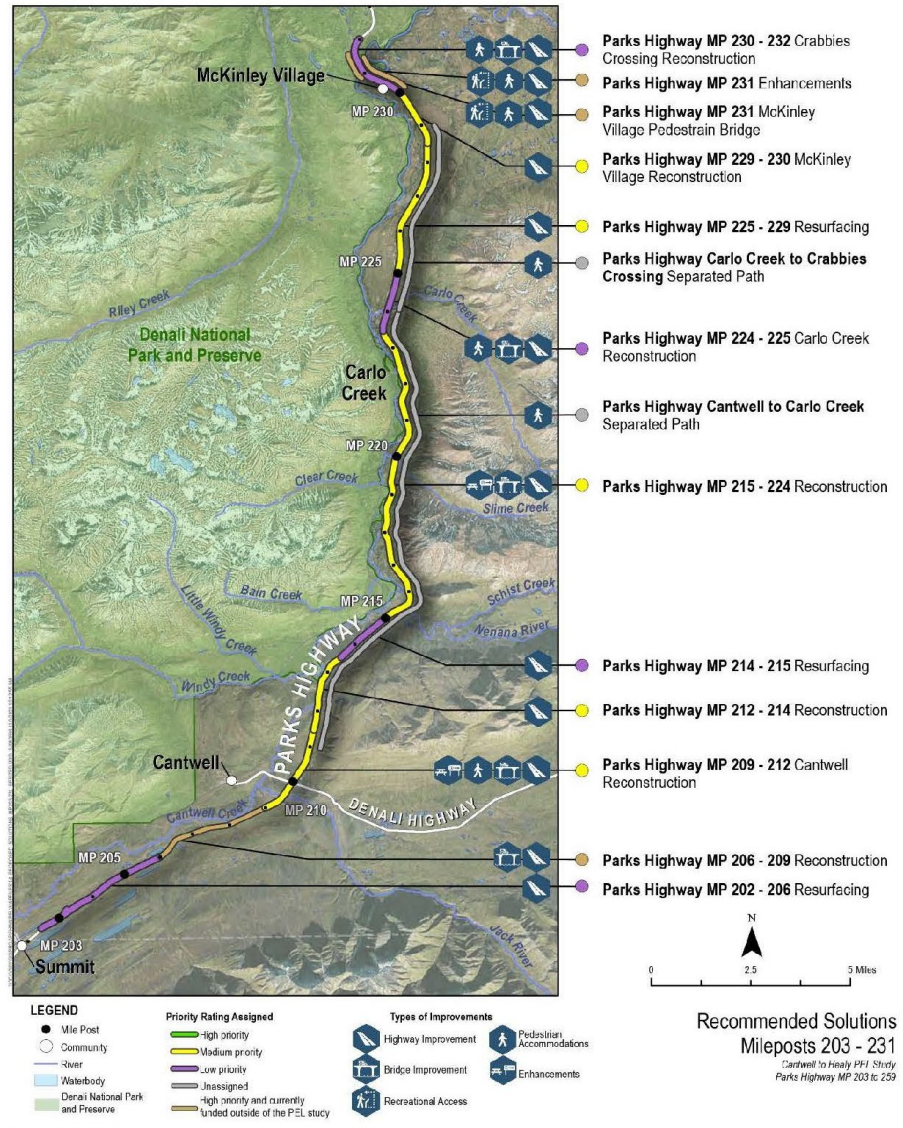 Parks Highway MP 230 - 232 Crabbies
Crossing Reconstruction
McKinley Village
Parks Highway MP 231 Enhancements
MP 230
Parks Highway MP 231 McKinley
Village Pedestrain Bridge
Parks Highway MP 229 - 230 McKinley
Village Reconstruction
Parks Highway MP 225 - 229 Resurfacing
MP 225
Parks Highway Carlo Creek to Crabbies
Crossing Separated Path
Riley Creek
Carlo Creek
Denali National
Park and Preserve
Parks Highway MP 224 - 225 Carlo Creek
Reconstruction
Carlo
Creek
Parks Highway Cantwell to Carlo Creek
Separated Path
MP 220
Clear Creek
Parks Highway MP 215 - 224 Reconstruction
Slime Creek
Bain Creek
Little Windy Creek
Schist Creek
MP 215
Nenana River
PARKS HIGHWAY
Parks Highway MP 214 - 215 Resurfacing
Windy Creek
Parks Highway MP 212 - 214 Reconstruction
Cantwell
Parks Highway MP 209 - 212 Cantwell
Reconstruction
MP 210
DENALI HIGHWAY
Cantwell Creek
MP 205
Parks Highway MP 206 - 209 Reconstruction
Parks Highway MP 202 - 206 Resurfacing
MP 203
Summit
Jack River
N
0 2.5 5 Miles
LEGEND
Mile Post
Community
River
Waterbody
Denali National Park
and Preserve
Priority Rating Assigned
High priority
Medium priority
Low priority
Unassigned
High priority and currently
funded outside of the PEL study
Types of Improvements
Highway Improvement
Bridge Improvement
Recreational Access
Pedestrian
Accommodations
Enhancements
Recommended Solutions
Mileposts 203 - 231
Cantwell to Healy PEL Study
Parks Highway MP 203 to 259